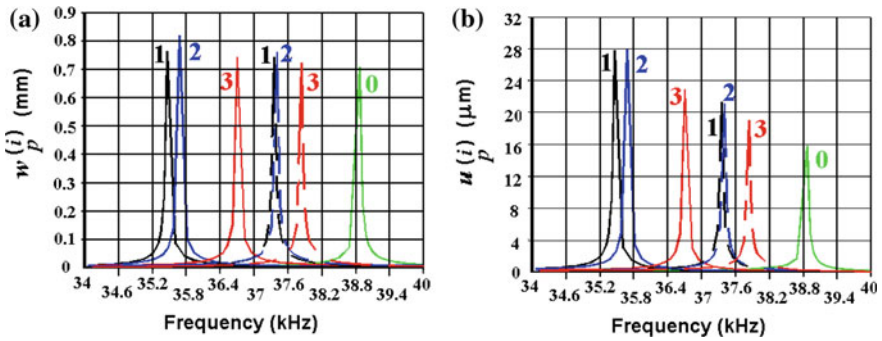 (a)
w_p^(i) (mm)
0.9
0.8
0.7
0.6
0.5
0.4
0.3
0.2
0.1
0
1 2 3 1 2 3 0
34 34.6 35.2 35.8 36.4 37 37.6 38.2 38.8 39.4 40
Frequency (kHz)
(b)
u_p^(i) (μm)
32
28
24
20
16
12
8
4
0
1 2 3 1 2 3 0
34 34.6 35.2 35.8 36.4 37 37.6 38.2 38.8 39.4 40
Frequency (kHz)